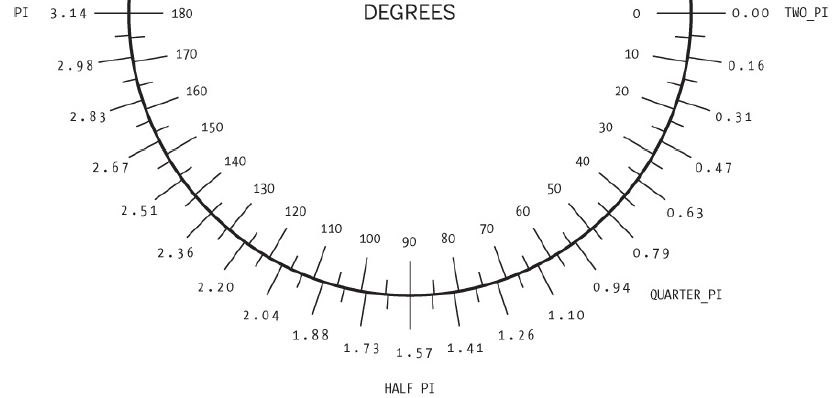 PI 3.14 180 DEGREES 0 0.00 TWO_PI
2.98 170 10 0.16
2.83 160 20 0.31
2.67 150 30 0.47
2.51 140 40 0.63
2.36 130 50 0.79
2.20 120 60 0.94 QUARTER_PI
2.04 110 70 1.10
1.88 100 80 1.26
1.73 90 1.41
1.57
HALF PI